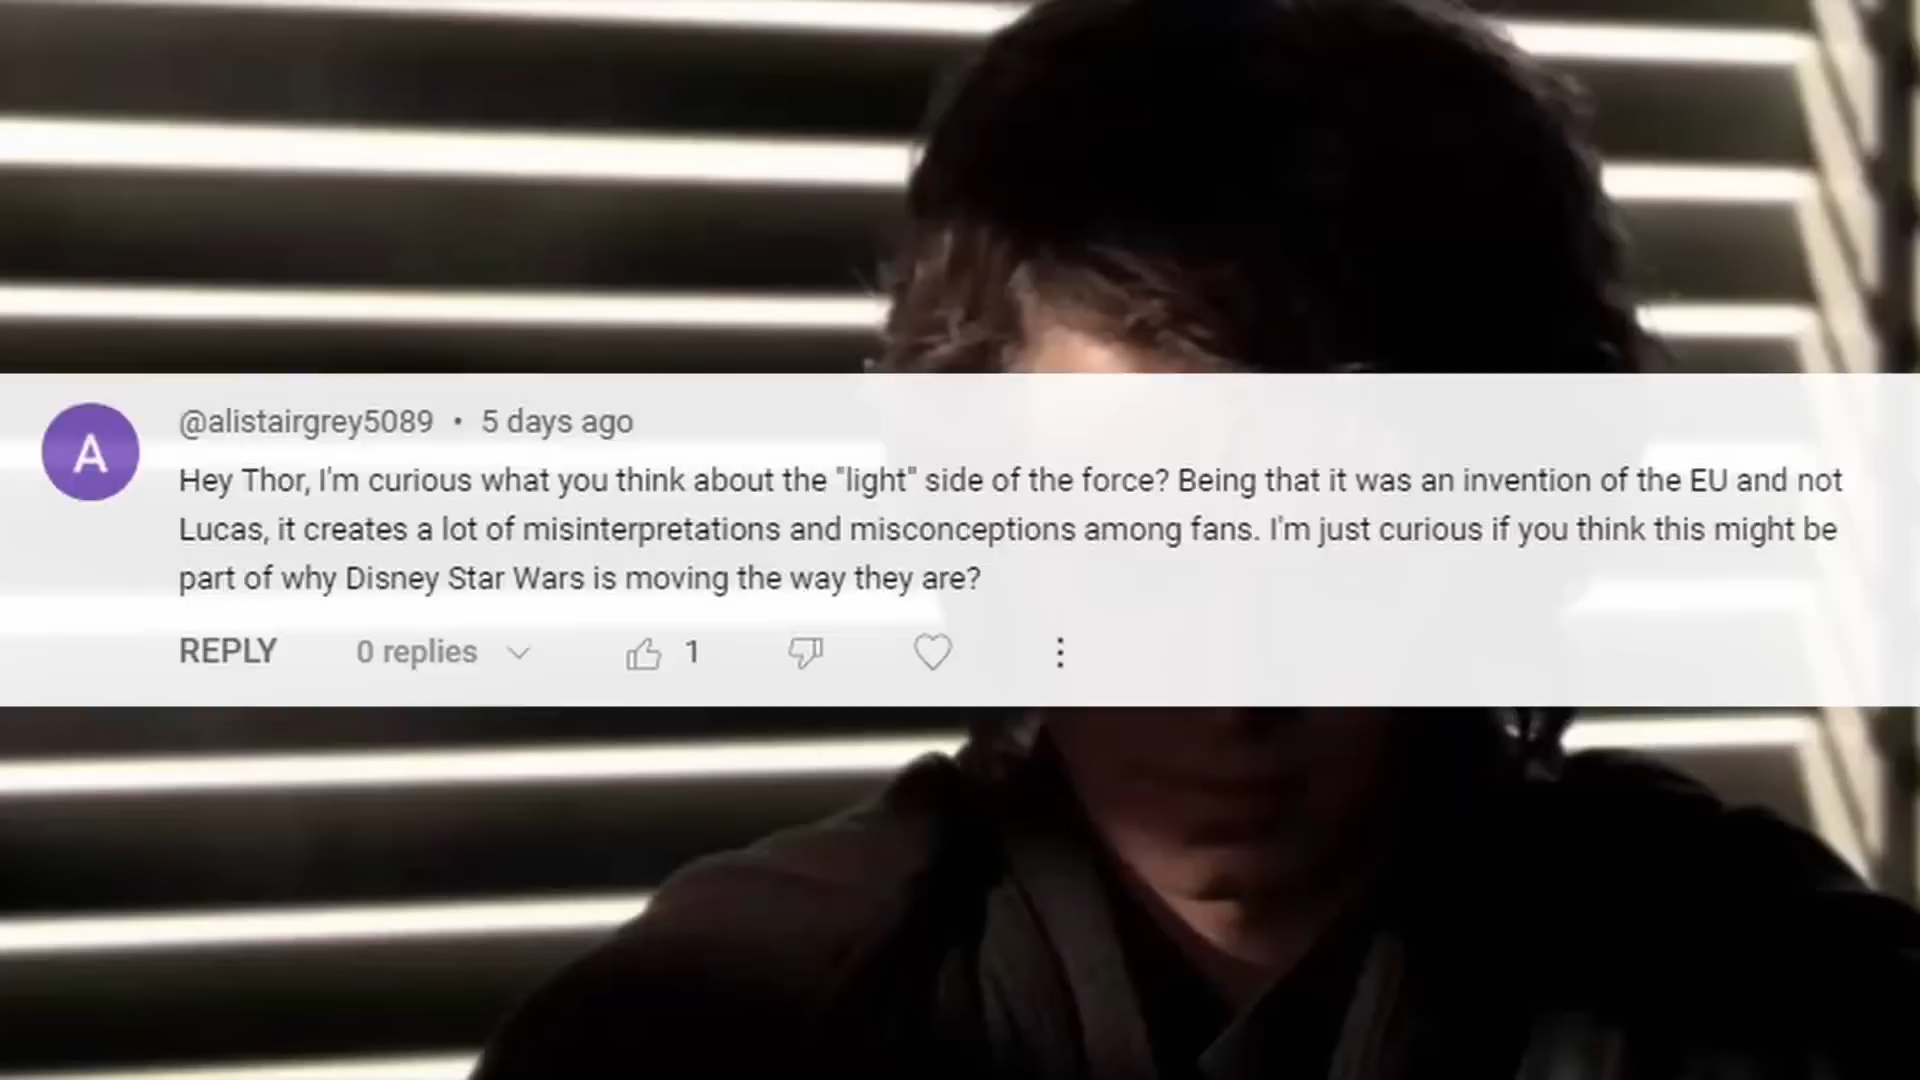 @alistairgrey5089 • 5 days ago
A
Hey Thor, I'm curious what you think about the "light" side of the force? Being that it was an invention of the EU and not
Lucas, it creates a lot of misinterpretations and misconceptions among fans. I'm just curious if you think this might be
part of why Disney Star Wars is moving the way they are?
REPLY 0 replies 1